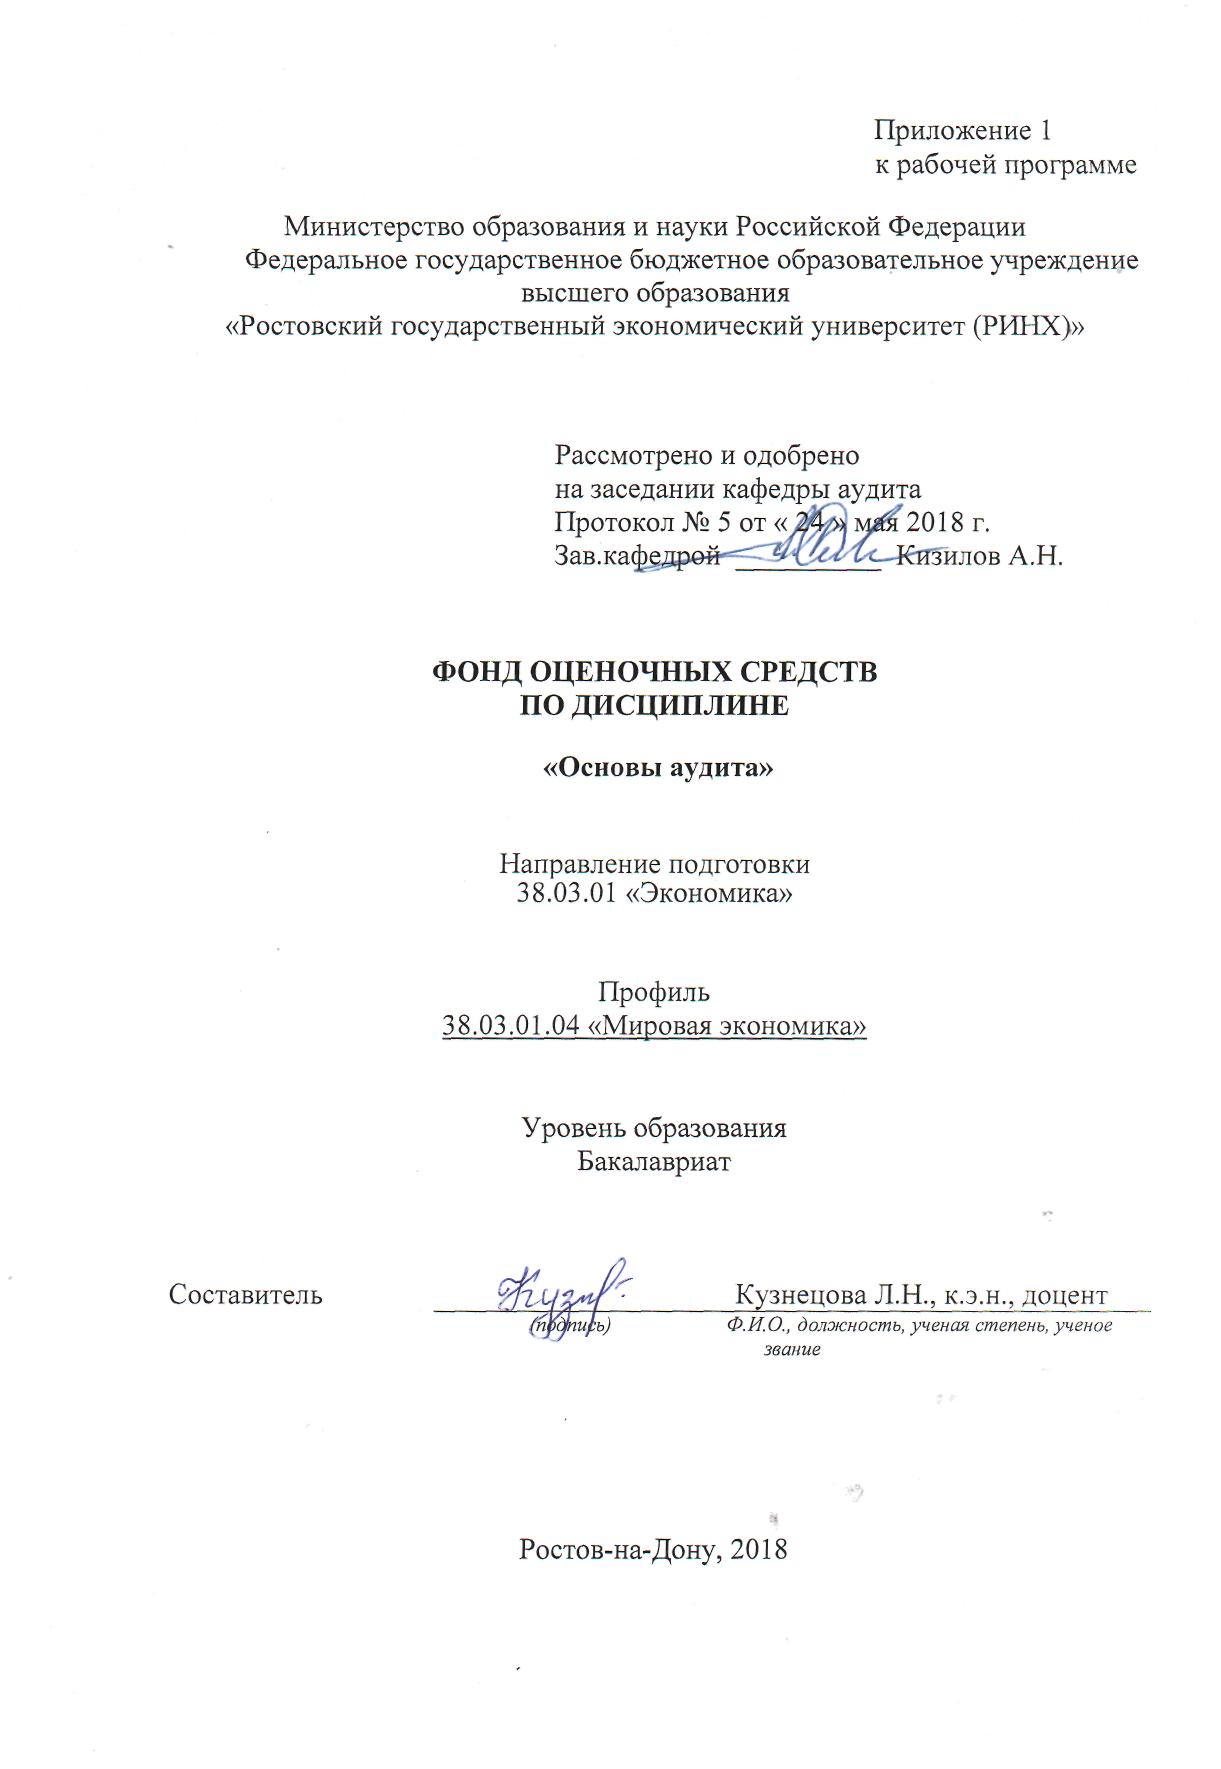 Приложение 1
к рабочей программе
Министерство образования и науки Российской Федерации
Федеральное государственное бюджетное образовательное учреждение
высшего образования
«Ростовский государственный экономический университет (РИНХ)»
Рассмотрено и одобрено
на заседании кафедры аудита
Протокол № 5 от « 24 » мая 2018 г.
Зав.кафедрой __________ Кизилов А.Н.
ФОНД ОЦЕНОЧНЫХ СРЕДСТВ
ПО ДИСЦИПЛИНЕ
«Основы аудита»
Направление подготовки
38.03.01 «Экономика»
Профиль
38.03.01.04 «Мировая экономика»
Уровень образования
Бакалавриат
Составитель Кузнецова Л.Н., к.э.н., доцент
(подпись) Ф.И.О., должность, ученая степень, ученое
звание
Ростов-на-Дону, 2018